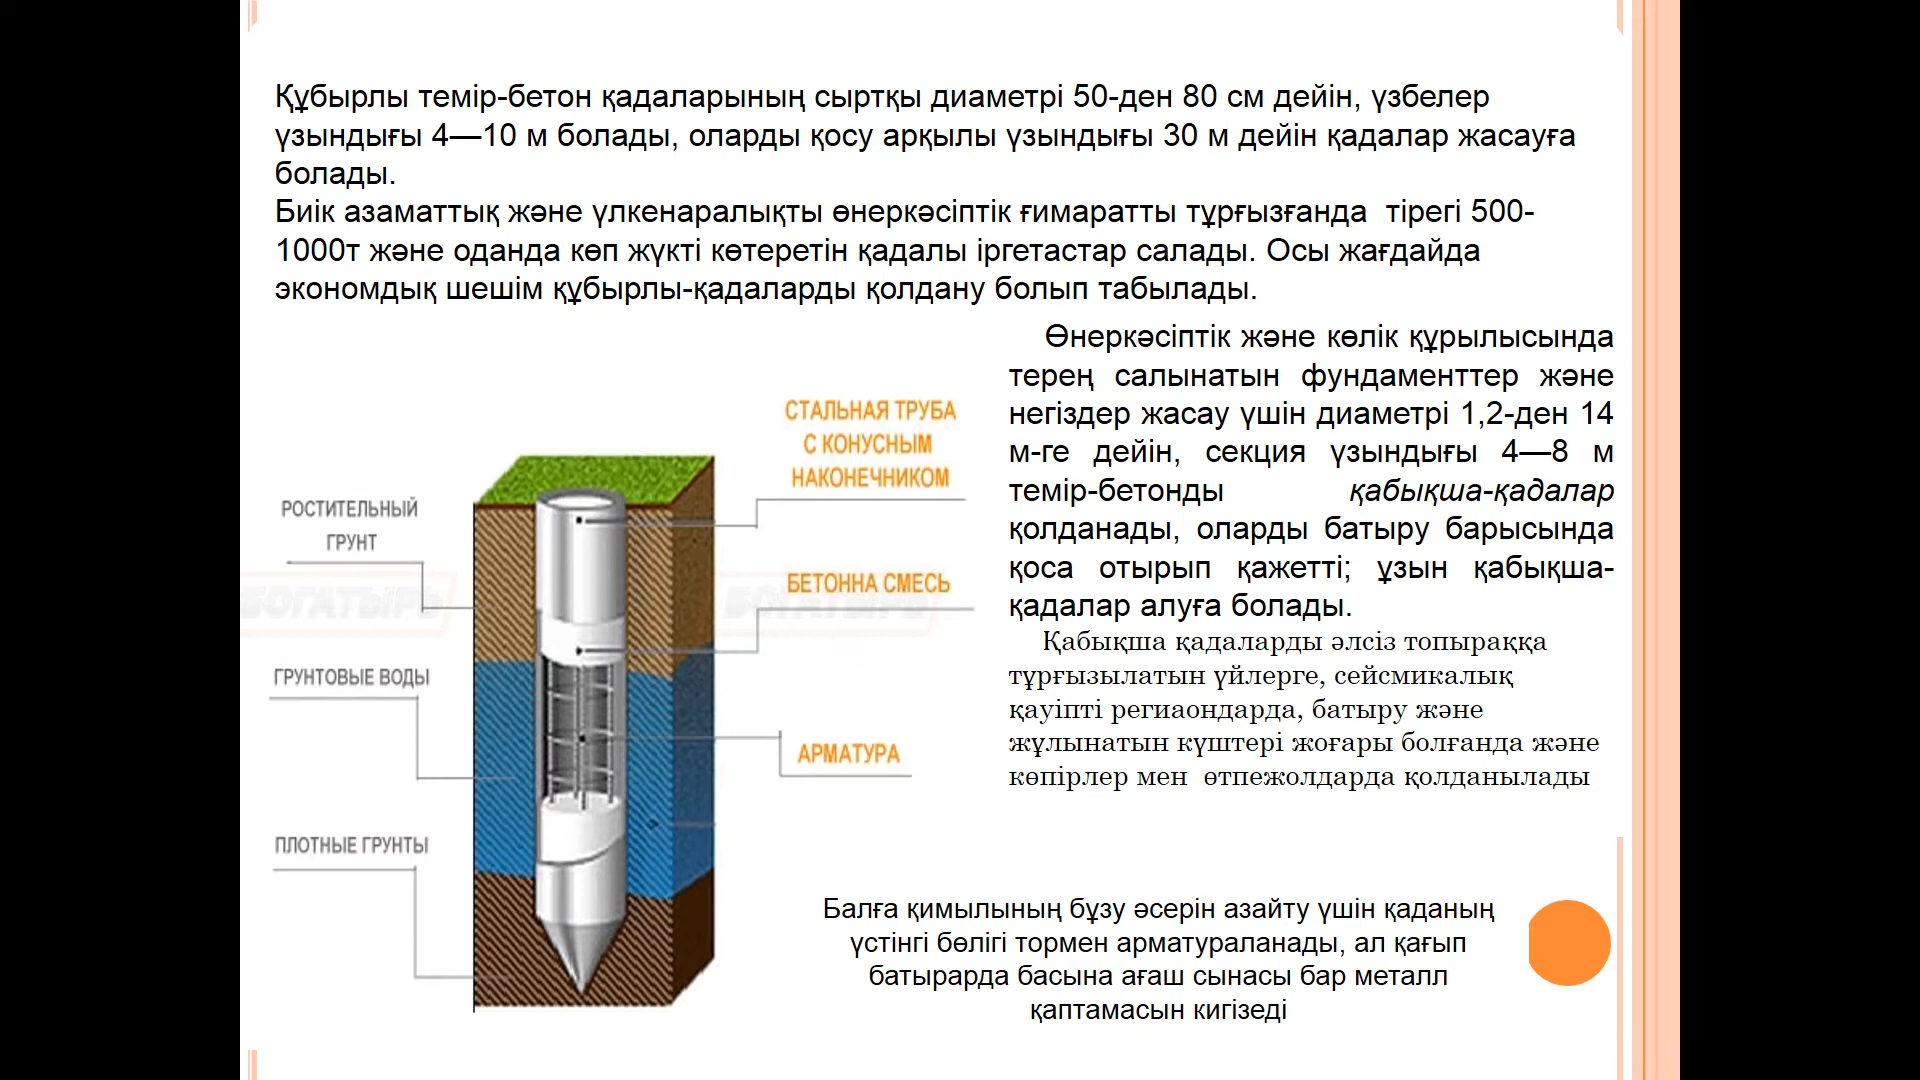 Құбырлы темір-бетон қадаларының сыртқы диаметрі 50-ден 80 см дейін, үзбелер
үзындығы 4—10 м болады, оларды қосу арқылы үзындығы 30 м дейін қадалар жасауға
болады.
Биік азаматтық және үлкенаралықты өнеркәсіптік ғимаратты тұрғызғанда  тірегі 500-
1000т және оданда көп жүкті көтеретін қадалы іргетастар салады. Осы жағдайда
экономдық шешім құбырлы-қадаларды қолдану болып табылады.
Өнеркәсіптік және көлік құрылысында
терең салынатын фундаменттер және
негіздер жасау үшін диаметрі 1,2-ден 14
м-ге дейін, секция үзындығы 4—8 м
темір-бетонды қабықша-қадалар
қолданады, оларды батыру барысында
қоса отырып қажетті; ұзын қабықша-
қадалар алуға болады.
Қабықша қадаларды әлсіз топыраққа
тұрғызылатын үйлерге, сейсмикалық
қауіпті региаондарда, батыру және
жұлынатын күштері жоғары болғанда және
көпірлер мен  өтпежолдарда қолданылады
СТАЛЬНАЯ ТРУБА
С КОНУСНЫМ
НАКОНЕЧНИКОМ
РОСТИТЕЛЬНЫЙ
ГРУНТ
БЕТОННА СМЕСЬ
БОГАТЫРЬ
БОГАТЫРЬ
ГРУНТОВЫЕ ВОДЫ
АРМАТУРА
ПЛОТНЫЕ ГРУНТЫ
Балға қимылының бұзу әсерін азайту үшін қаданың
үстінгі бөлігі тормен арматураланады, ал қағып
батырарда басына ағаш сынасы бар металл
қаптамасын кигізеді